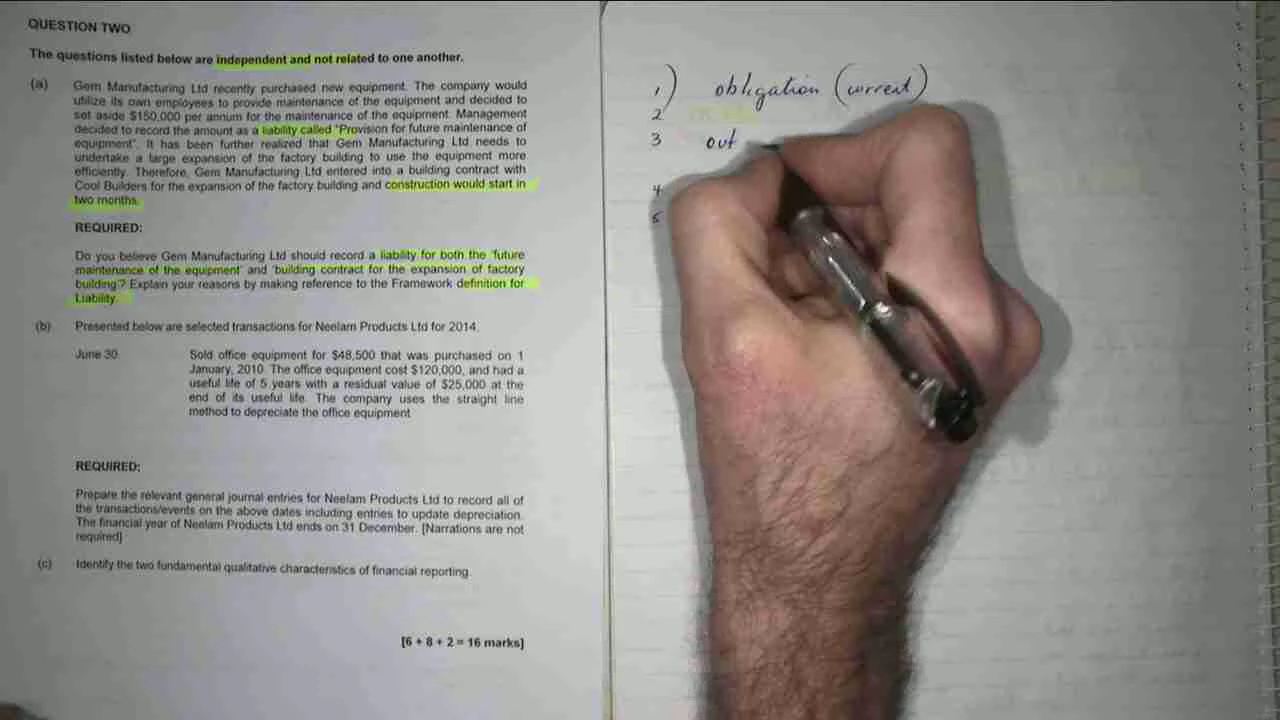 QUESTION TWO
The questions listed below are independent and not related to one another.
(a) Gem Manufacturing Ltd recently purchased new equipment. The company would
utilize its own employees to provide maintenance of the equipment and decided to
set aside $150,000 per annum for the maintenance of the equipment. Management
decided to record the amount as a liability called "Provision for future maintenance of
equipment". It has been further realized that Gem Manufacturing Ltd needs to
undertake a large expansion of the factory building to use the equipment more
efficiently. Therefore, Gem Manufacturing Ltd entered into a building contract with
Cool Builders for the expansion of the factory building and construction would start in
two months.
REQUIRED:
Do you believe Gem Manufacturing Ltd should record a liability for both the 'future
maintenance of the equipment' and 'building contract for the expansion of factory
building'? Explain your reasons by making reference to the Framework definition for
Liability.
(b) Presented below are selected transactions for Neelam Products Ltd for 2014.
June 30. Sold office equipment for $48,500 that was purchased on 1
January, 2010. The office equipment cost $120,000, and had a
useful life of 5 years with a residual value of $25,000 at the
end of its useful life. The company uses the straight line
method to depreciate the office equipment
REQUIRED:
Prepare the relevant general journal entries for Neelam Products Ltd to record all of
the transactions/events on the above dates including entries to update depreciation.
The financial year of Neelam Products Ltd ends on 31 December. [Narrations are not
required]
(c) Identify the two fundamental qualitative characteristics of financial reporting.
[6 + 8 + 2 = 16 marks]
1) obligation (current)
2
3 out
4
5